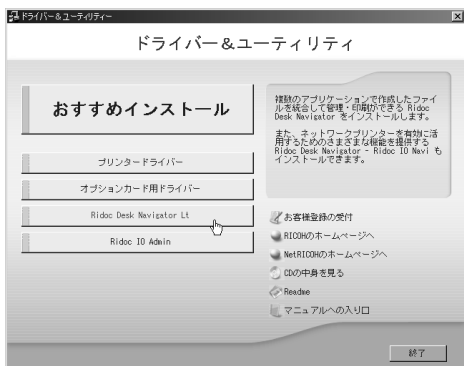 ドライバー&ユーティリティー
ドライバー&ユーティリティ
おすすめインストール
プリンタードライバー
オプションカード用ドライバー
Ridoc Desk Navigator Lt
Ridoc IO Admin
複数のアプリケーションで作成したファイ
ルを統合して管理・印刷ができる Ridoc
Desk Navigator をインストールします。
また、ネットワークプリンターを有効に活
用するためのさまざまな機能を提供する
Ridoc Desk Navigator - Ridoc IO Navi も
インストールできます。
お客様登録の受付
RICOHのホームページへ
NetRICOHのホームページへ
CDの中身を見る
Readme
マニュアルへの入り口
終了